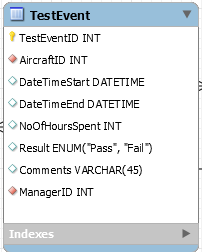 TestEvent
TestEventID INT
AircraftID INT
DateTimeStart DATETIME
DateTimeEnd DATETIME
NoOfHoursSpent INT
Result ENUM("Pass", "Fail")
Comments VARCHAR(45)
ManagerID INT
Indexes